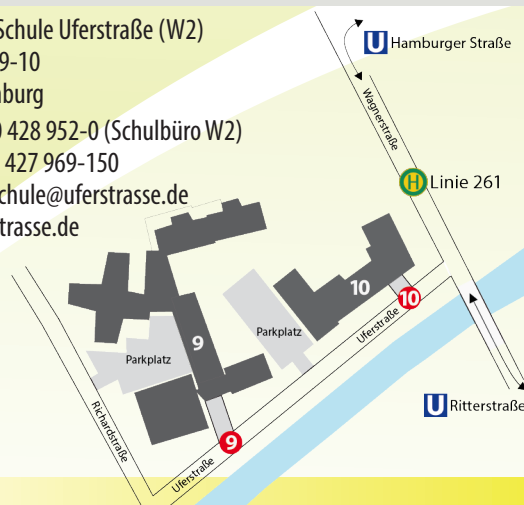 Schule Uferstraße (W2)
9-10
burg
428 952-0 (Schulbüro W2)
427 969-150
chule@uferstrasse.de
trasse.de
U Hamburger Straße
Wagnerstraße
H Linie 261
10
10
Uferstraße
Parkplatz
9
Parkplatz
Richardstraße
U Ritterstraße
9
Uferstraße